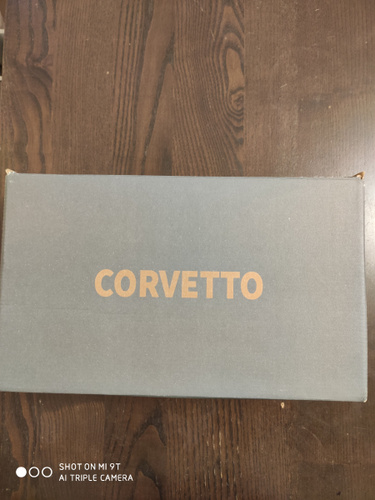 CORVETTO
SHOT ON MI 9T
AI TRIPLE CAMERA